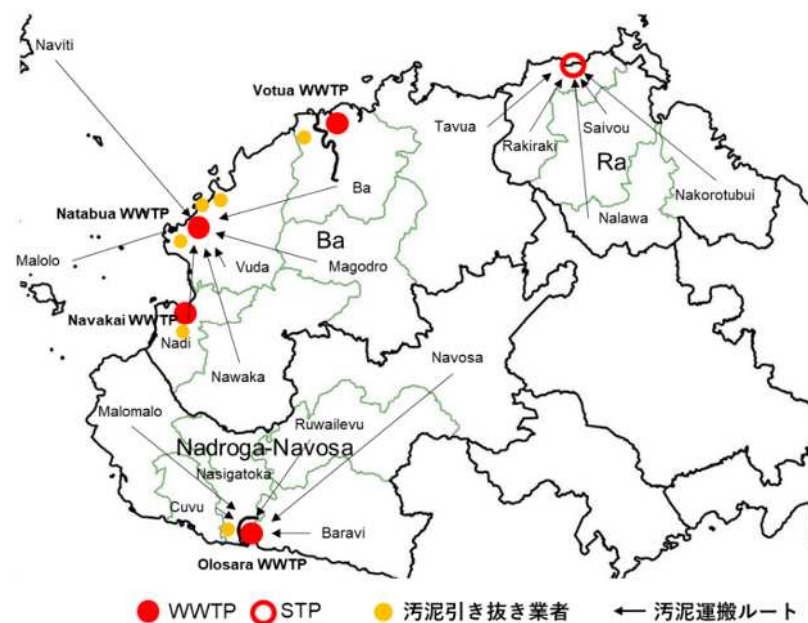 Naviti
Votua WWTP
Tavua
Rakiraki
Saivou
Ra
Nakorotubui
Nalawa
Natabua WWTP
Ba
Ba
Malolo
Vuda
Magodro
Navakai WWTP
Nadi
Nawaka
Navosa
Malomalo
Ruwailevu
Nadroga-Navosa
Nasigatoka
Cuvu
Baravi
Olosara WWTP
WWTP STP 汚泥引き抜き業者 汚泥運搬ルート